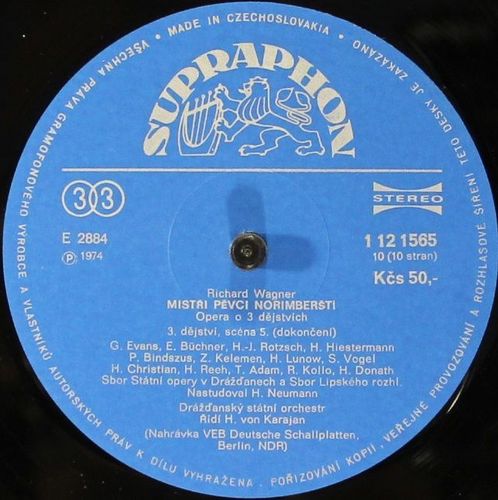 MADE IN CZECHOSLOVAKIA • VŠECHNA PRÁVA GRAMOFONOVÉHO VÝROBCE A VLASTNÍKŮ AUTORSKÝCH PRÁV K DÍLU VYHRAŽENA. POŘIZOVÁNÍ KOPIÍ, VEŘEJNÉ PROVOZOVÁNÍ A ROZHLASOVÉ ŠÍŘENÍ TÉTO DESKY JE ZAKÁZÁNO •
SUPRAPHON
33
STEREO
E 2884
Ⓟ 1974
1 12 1565
10 (10 stran)
Kčs 50,-
Richard Wagner
MISTŘI PĚVCI NORIMBERŠTÍ
Opera o 3 dějstvích
3. dějství, scéna 5. (dokončení)
G. Evans, E. Büchner, H.-J. Rotzsch, H. Hiestermann
P. Bindszus, Z. Kelemen, H. Lunow, S. Vogel
H. Christian, H. Reeh, T. Adam, R. Kollo, H. Donath
Sbor Státní opery v Drážďanech a Sbor Lipského rozhl.
Nastudoval H. Neumann
Drážďanský státní orchestr
Řídí H. von Karajan
(Nahrávka VEB Deutsche Schallplatten,
Berlin, NDR)